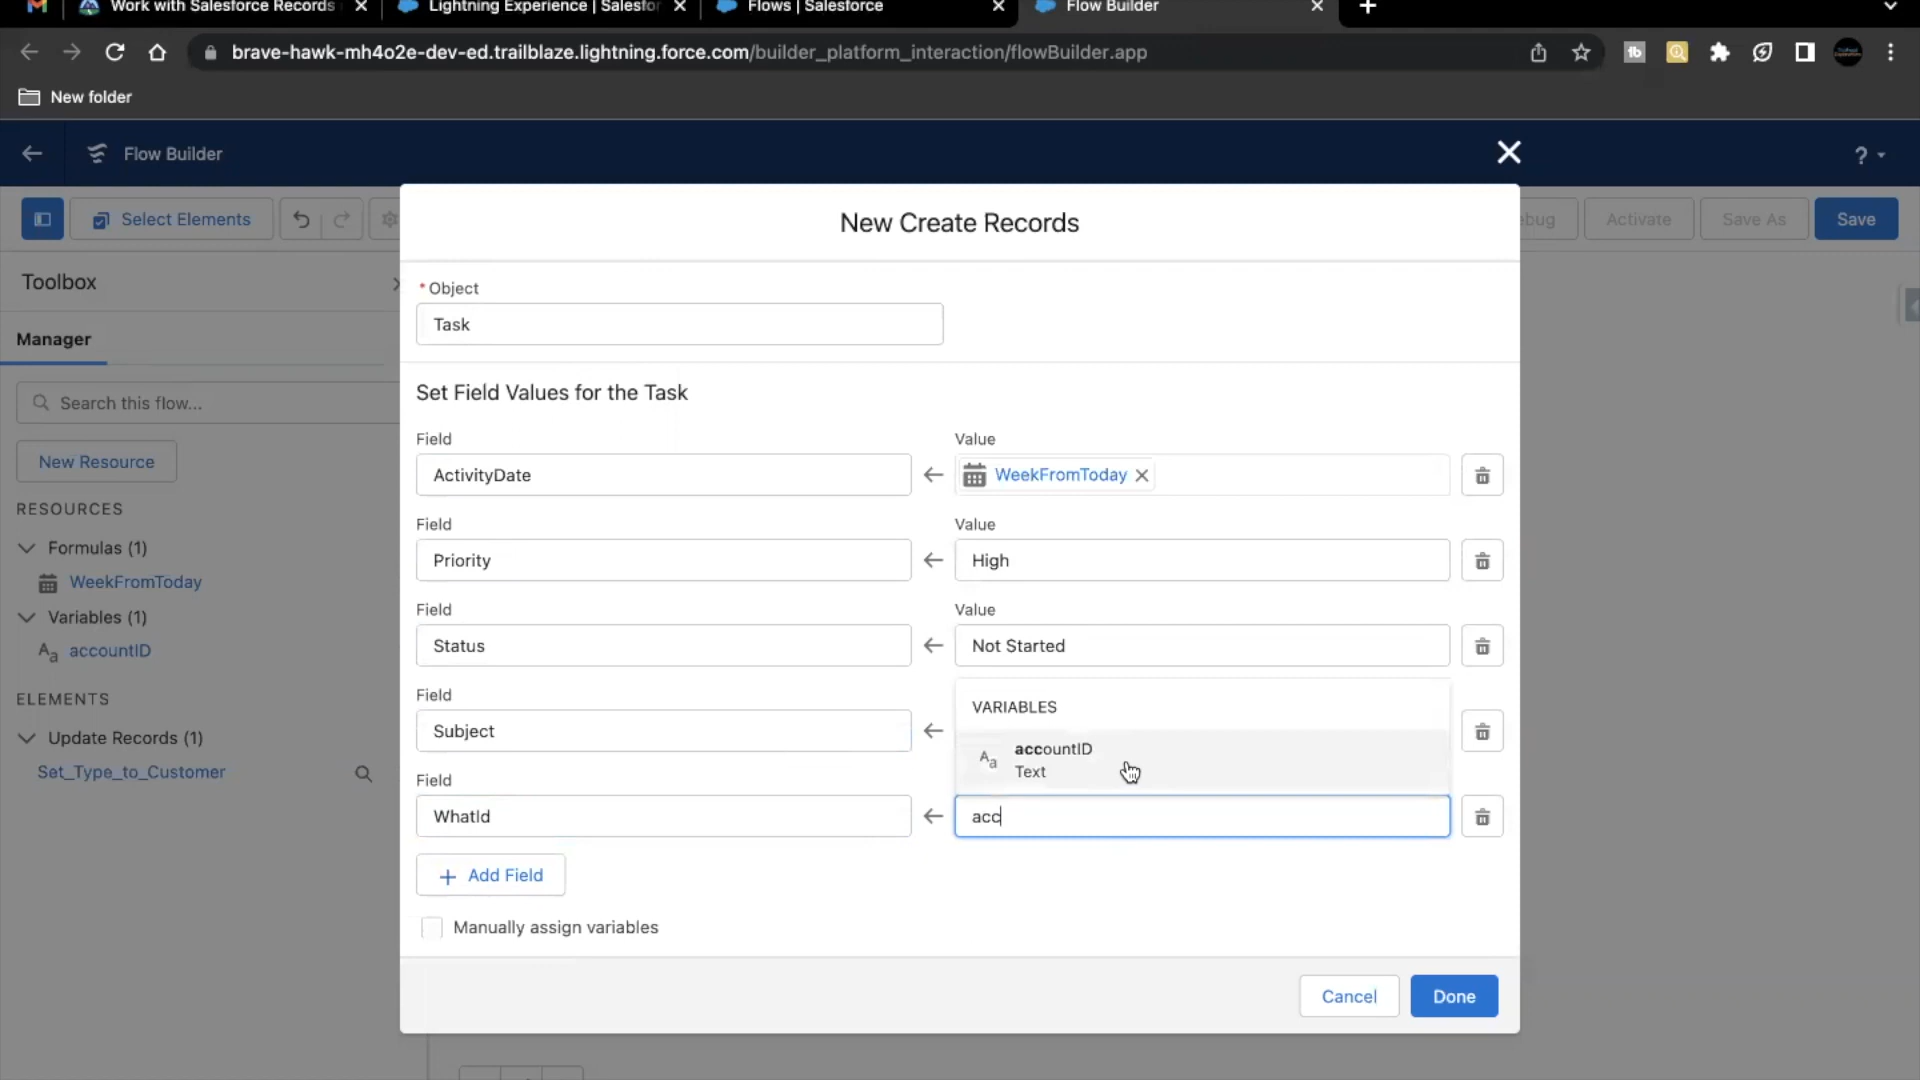 Work with Salesforce Records
Lightning Experience | Salesfor
Flows | Salesforce
Flow Builder
brave-hawk-mh4o2e-dev-ed.trailblaze.lightning.force.com/builder_platform_interaction/flowBuilder.app
New folder
Flow Builder
?
Select Elements
Activate
Save As
Save
Toolbox
Manager
Search this flow...
New Resource
RESOURCES
Formulas (1)
WeekFromToday
Variables (1)
Aa accountID
ELEMENTS
Update Records (1)
Set_Type_to_Customer
New Create Records
* Object
Task
Set Field Values for the Task
Field Value
ActivityDate WeekFromToday
Field Value
Priority High
Field Value
Status Not Started
Field
Subject
VARIABLES
Aa accountID
Text
Field
WhatId acc
+ Add Field
Manually assign variables
Cancel Done